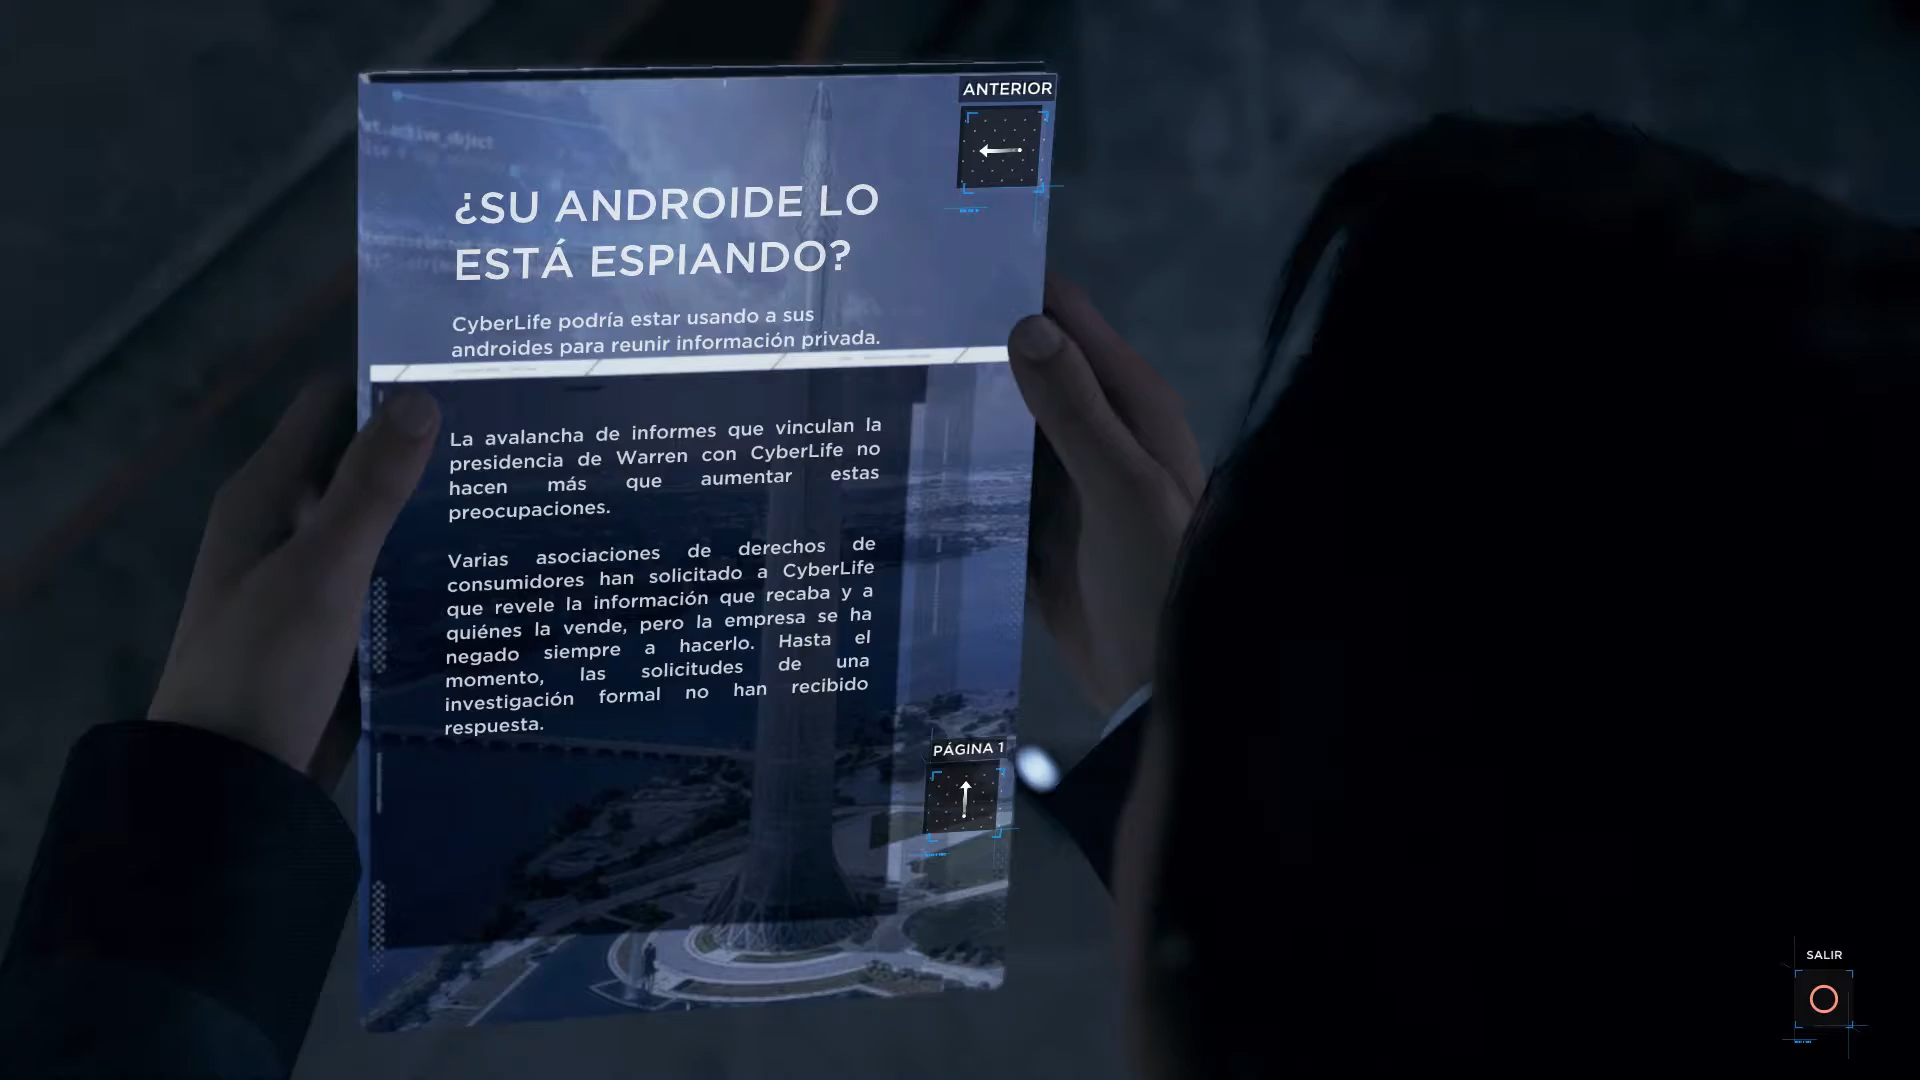 ANTERIOR
xt.active_object
¿SU ANDROIDE LO
ESTÁ ESPIANDO?
CyberLife podría estar usando a sus
androides para reunir información privada.
La avalancha de informes que vinculan la
presidencia de Warren con CyberLife no
hacen más que aumentar estas
preocupaciones.
Varias asociaciones de derechos de
consumidores han solicitado a CyberLife
que revele la información que recaba y a
quiénes la vende, pero la empresa se ha
negado siempre a hacerlo. Hasta el
momento, las solicitudes de una
investigación formal no han recibido
respuesta.
PÁGINA 1
SALIR